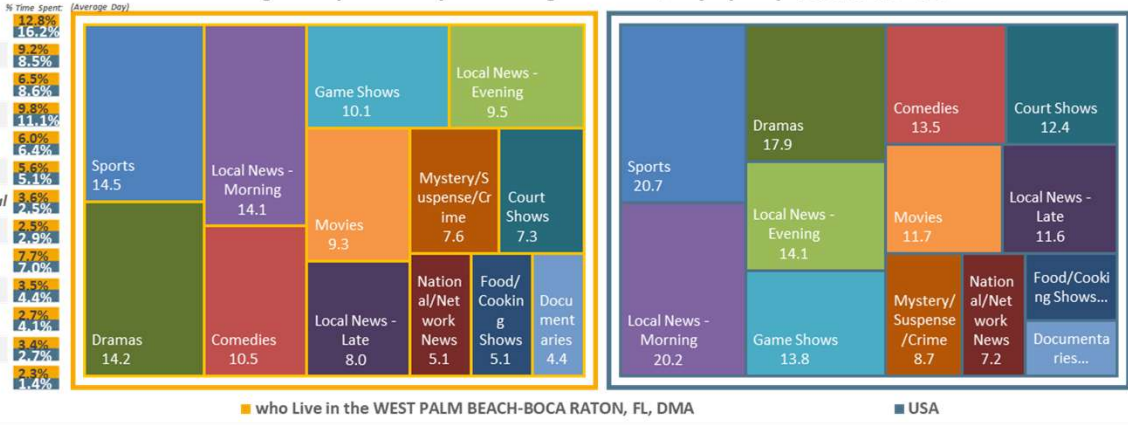 % Time Spent: (Average Day)
12.8%
16.2%
9.2%
8.5%
6.5%
8.6%
9.8%
11.1%
6.0%
6.4%
5.6%
5.1%
3.6%
2.5%
2.5%
2.9%
7.7%
7.0%
3.5%
4.4%
2.7%
4.1%
3.4%
2.7%
2.3%
1.4%
Sports
14.5
Dramas
14.2
Local News -
Morning
14.1
Comedies
10.5
Game Shows
10.1
Local News -
Evening
9.5
Movies
9.3
Mystery/S
uspense/Cr
ime
7.6
Court
Shows
7.3
Local News -
Late
8.0
Nation
al/Net
work
News
5.1
Food/
Cookin
g
Shows
5.1
Docu
ment
aries
4.4
Sports
20.7
Local News -
Morning
20.2
Dramas
17.9
Local News -
Evening
14.1
Game Shows
13.8
Comedies
13.5
Court Shows
12.4
Movies
11.7
Local News -
Late
11.6
Mystery/
Suspense
/Crime
8.7
Nation
al/Net
work
News
7.2
Food/Cooki
ng Shows...
Documenta
ries...
who Live in the WEST PALM BEACH-BOCA RATON, FL, DMA
USA